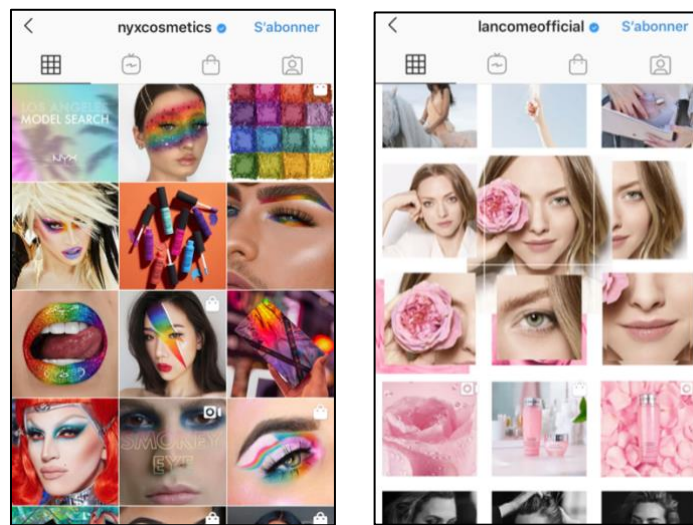 nyxcosmetics
S'abonner
LOS ANGELES
MODEL SEARCH
NYX
SMOKEY
EYE
lancomeofficial
S'abonner